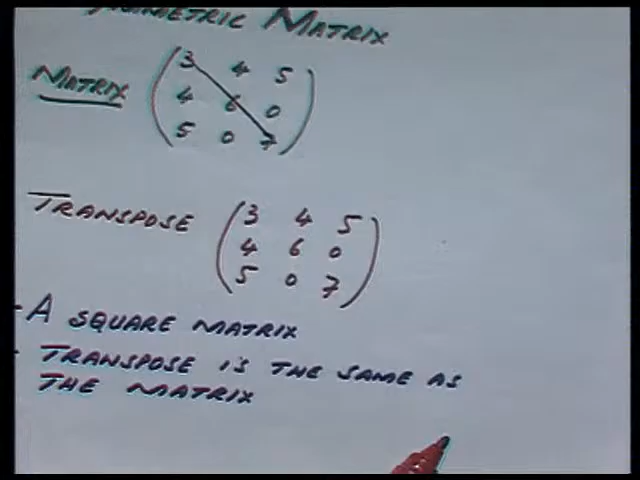 MATRIX
MATRIX
3 4 5
4 6 0
5 0 7
TRANSPOSE
3 4 5
4 6 0
5 0 7
- A SQUARE MATRIX
- TRANSPOSE IS THE SAME AS
THE MATRIX